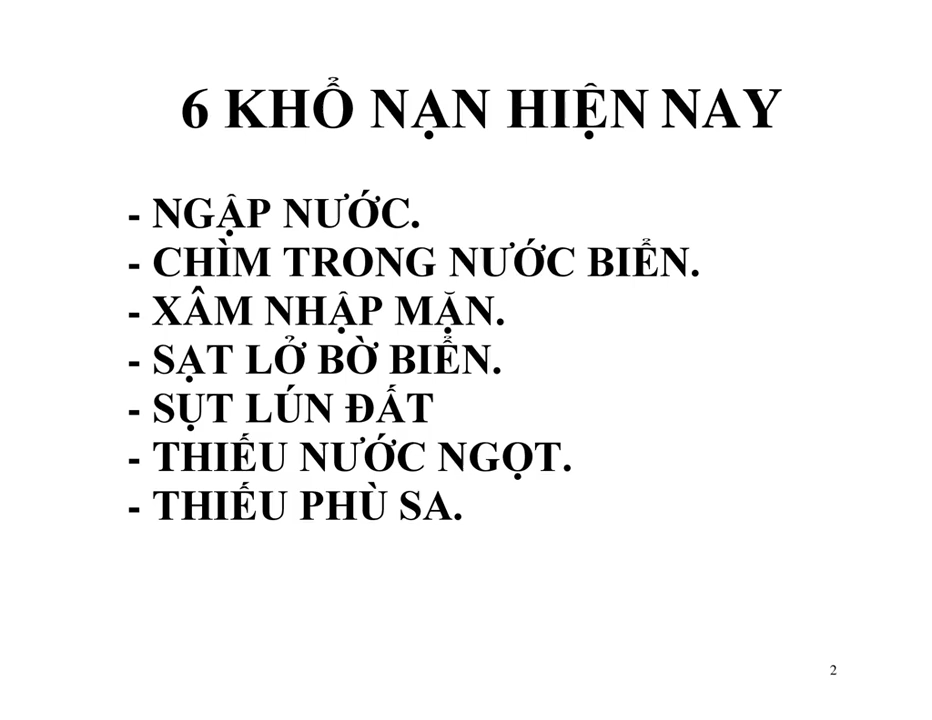 6 KHỔ NẠN HIỆN NAY
- NGẬP NƯỚC.
- CHÌM TRONG NƯỚC BIỂN.
- XÂM NHẬP MẶN.
- SẠT LỞ BỜ BIỂN.
- SỤT LÚN ĐẤT
- THIẾU NƯỚC NGỌT.
- THIẾU PHÙ SA.
2